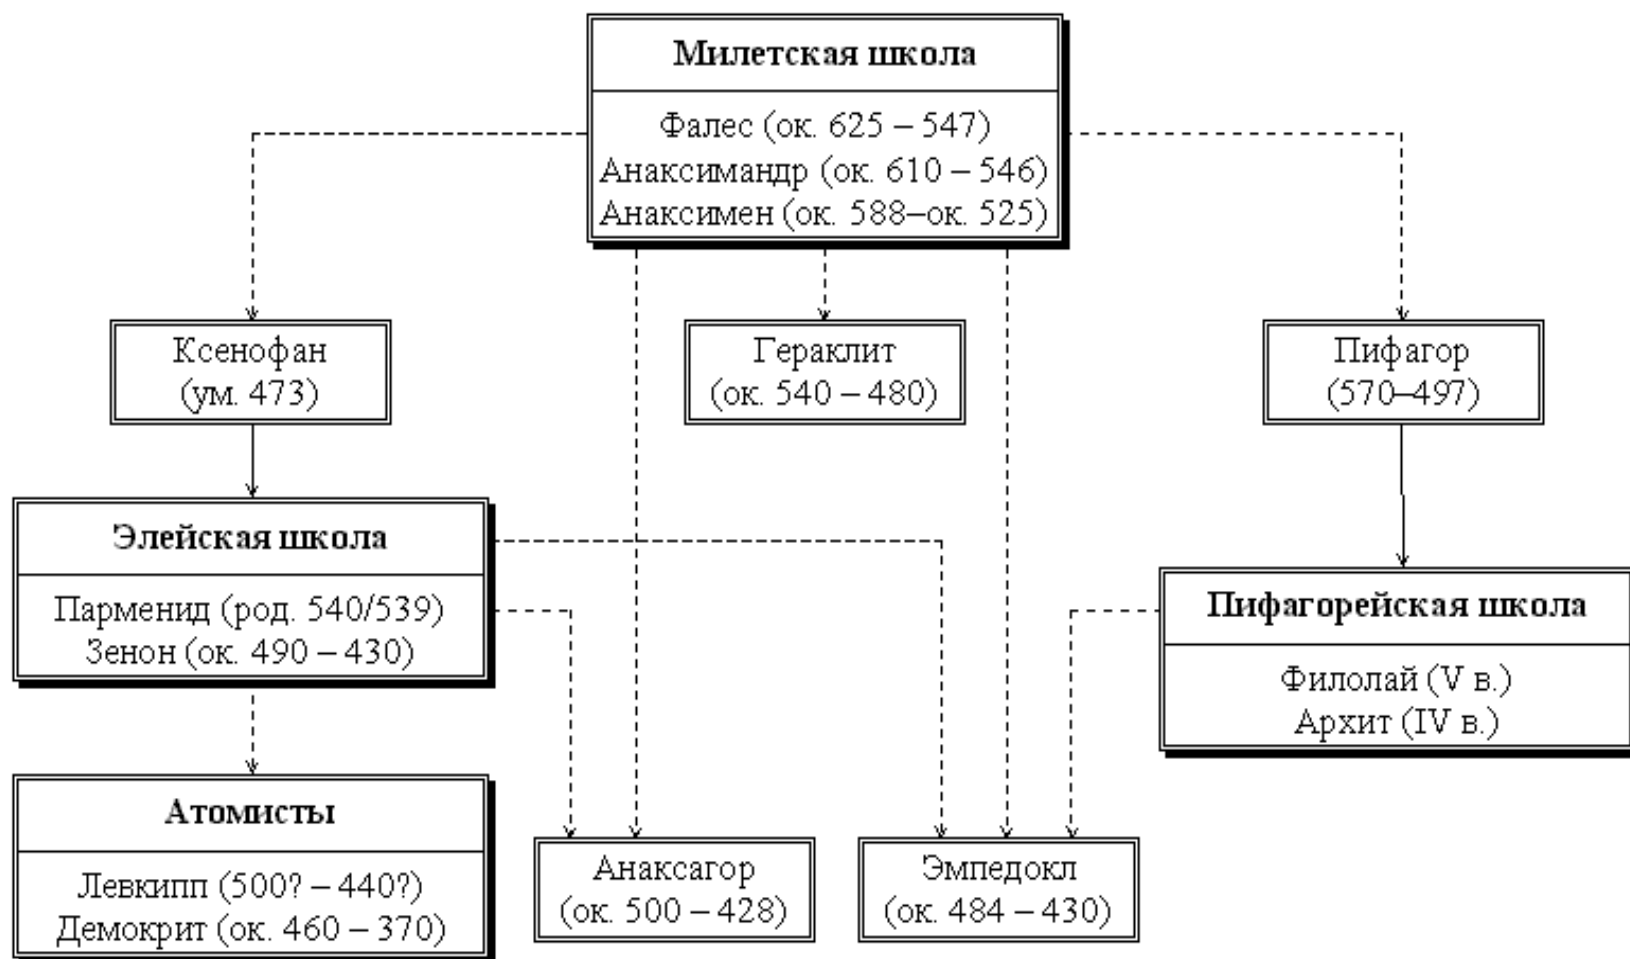 Милетская школа
Фалес (ок. 625 – 547)
Анаксимандр (ок. 610 – 546)
Анаксимен (ок. 588–ок. 525)
Ксенофан
(ум. 473)
Гераклит
(ок. 540 – 480)
Пифагор
(570–497)
Элейская школа
Парменид (род. 540/539)
Зенон (ок. 490 – 430)
Пифагорейская школа
Филолай (V в.)
Архит (IV в.)
Атомисты
Левкипп (500? – 440?)
Демокрит (ок. 460 – 370)
Анаксагор
(ок. 500 – 428)
Эмпедокл
(ок. 484 – 430)